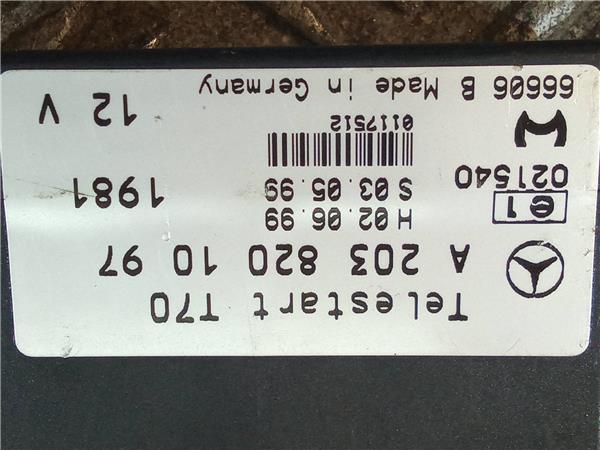 Telestart T70
A 203 820 10 97
e1
021540
H 02.06.99
S 03.05.99
1981
01117512
66606 B Made in Germany
12 V